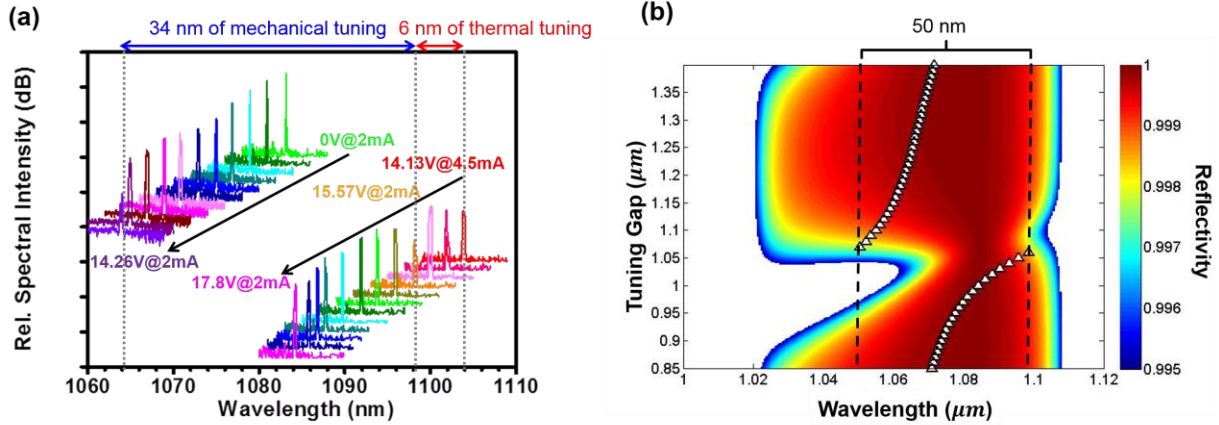 (a)
34 nm of mechanical tuning
6 nm of thermal tuning
Rel. Spectral Intensity (dB)
0V@2mA
14.13V@4.5mA
15.57V@2mA
14.26V@2mA
17.8V@2mA
1060 1070 1080 1090 1100 1110
Wavelength (nm)
(b)
50 nm
Tuning Gap (μm)
1.35
1.3
1.25
1.2
1.15
1.1
1.05
1
0.95
0.9
0.85
1 1.02 1.04 1.06 1.08 1.1 1.12
Wavelength (μm)
1
0.999
0.998
0.997
0.996
0.995
Reflectivity